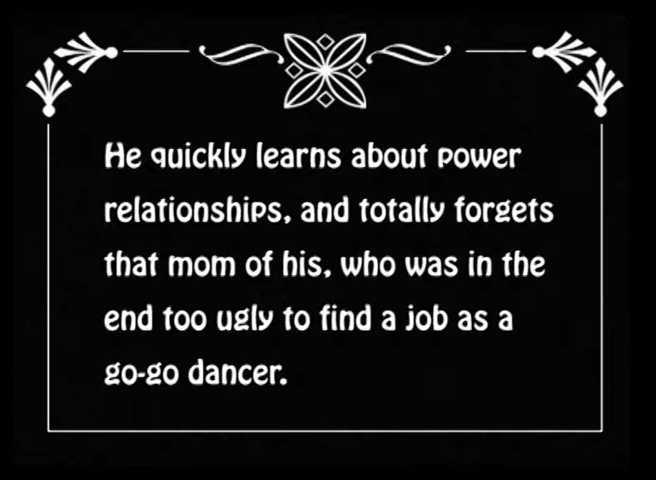 He quickly learns about power
relationships, and totally forgets
that mom of his, who was in the
end too ugly to find a job as a
go-go dancer.